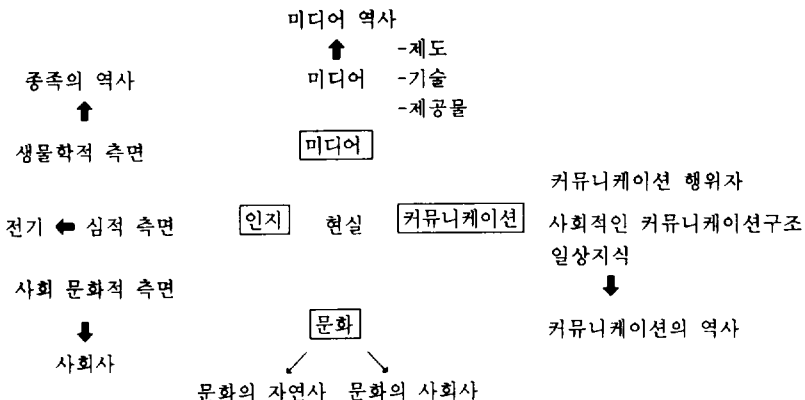 미디어 역사
미디어
-제도
-기술
-제공물
종족의 역사
생물학적 측면
미디어
전기
심적 측면
인지
현실
커뮤니케이션
커뮤니케이션 행위자
사회적인 커뮤니케이션구조
일상지식
커뮤니케이션의 역사
사회 문화적 측면
사회사
문화
문화의 자연사
문화의 사회사